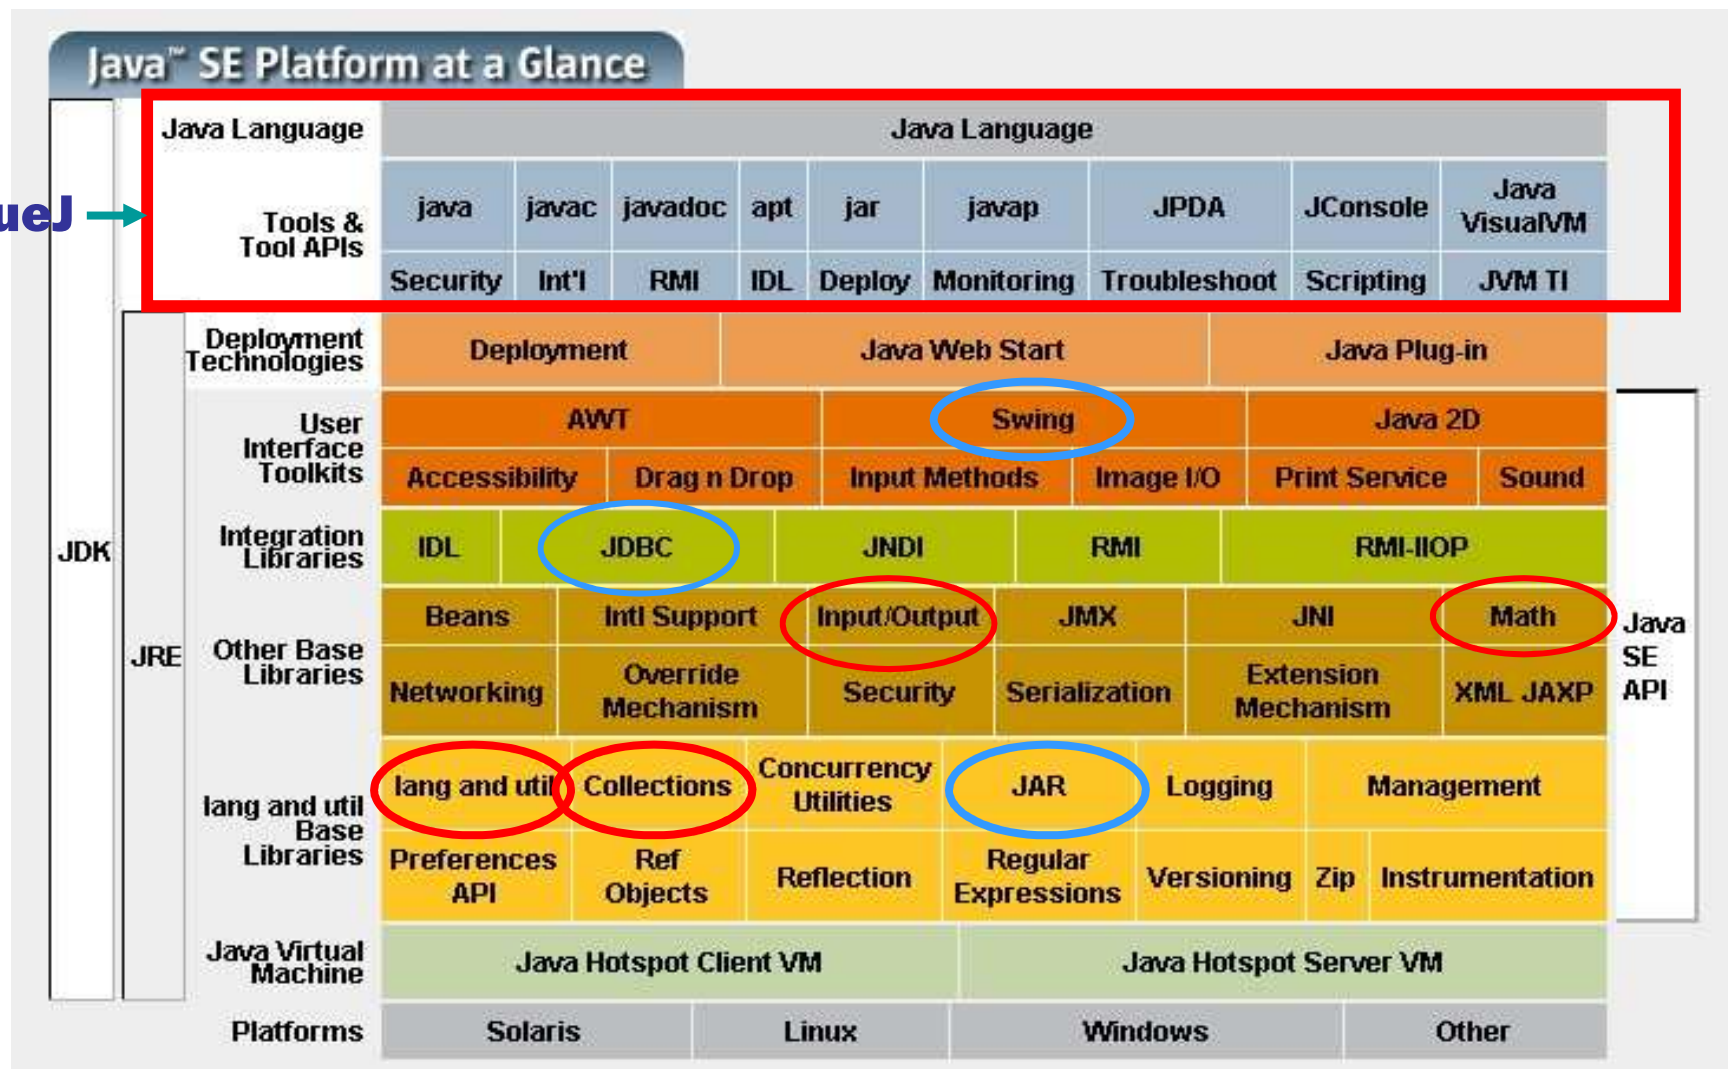 Java™ SE Platform at a Glance
Java Language
Java Language
ueJ
Tools &
Tool APIs
java javac javadoc apt jar javap JPDA JConsole Java
VisualVM
Security Int'l RMI IDL Deploy Monitoring Troubleshoot Scripting JVM TI
Deployment
Technologies
Deployment Java Web Start Java Plug-in
User
Interface
Toolkits
AWT Swing Java 2D
Accessibility Drag n Drop Input Methods Image I/O Print Service Sound
Integration
Libraries
IDL JDBC JNDI RMI RMI-IIOP
JDK
JRE
Other Base
Libraries
Beans Intl Support Input/Output JMX JNI Math
Networking Override
Mechanism Security Serialization Extension
Mechanism XML JAXP
Java
SE
API
lang and util
Base
Libraries
lang and util Collections Concurrency
Utilities JAR Logging Management
Preferences
API Ref
Objects Reflection Regular
Expressions Versioning Zip Instrumentation
Java Virtual
Machine
Java Hotspot Client VM Java Hotspot Server VM
Platforms
Solaris Linux Windows Other